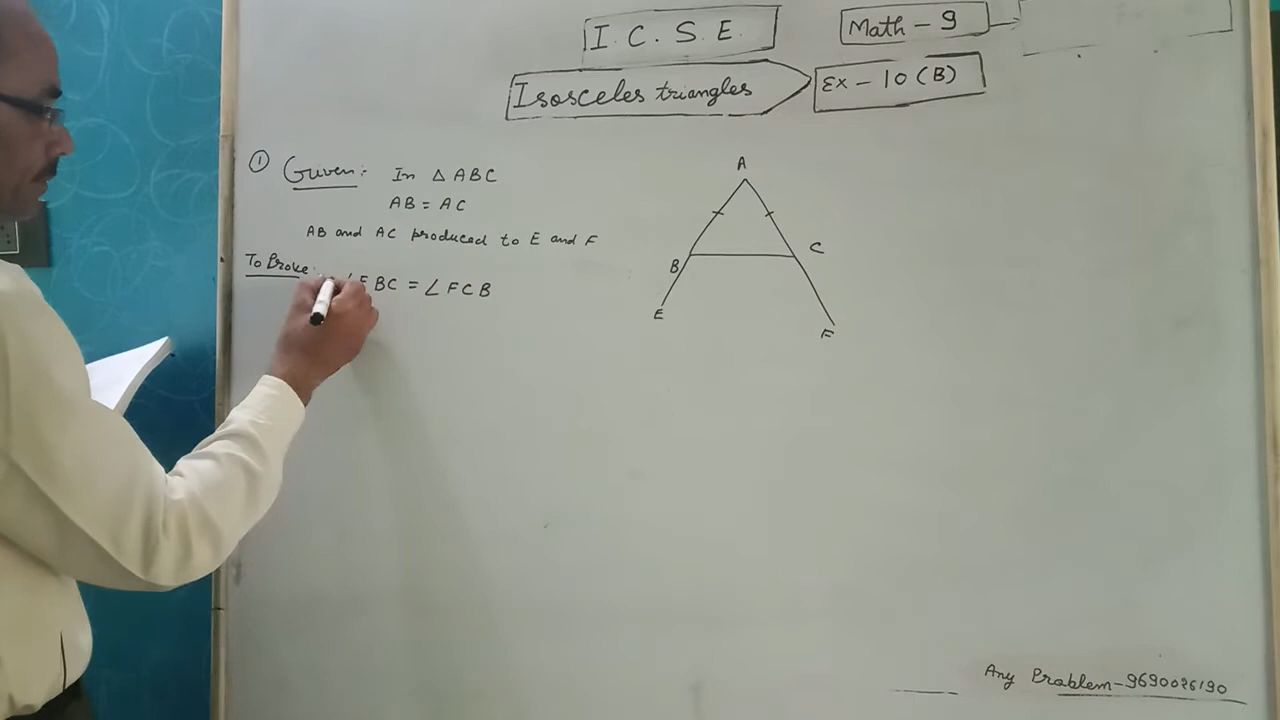 I. C. S. E.
Math - 9
Isosceles triangles
Ex - 10 (B)
① Given:- In △ ABC
AB = AC
AB and AC produced to E and F
To Prove:
∠EBC = ∠FCB
A
B
C
E
F
Any Problem-9690026190